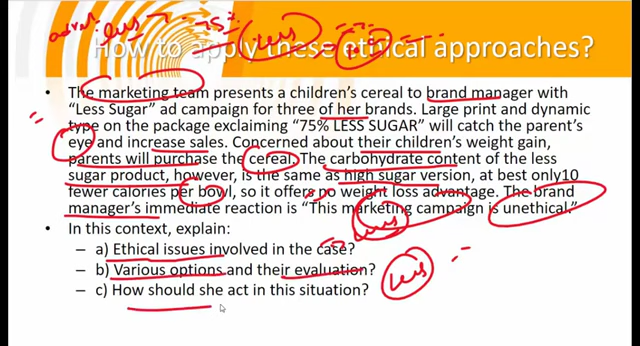 less 75%
less
How to apply these ethical approaches?
• The marketing team presents a children's cereal to brand manager with
"Less Sugar" ad campaign for three of her brands. Large print and dynamic
type on the package exclaiming "75% LESS SUGAR" will catch the parent's
eye and increase sales. Concerned about their children's weight gain,
parents will purchase the cereal. The carbohydrate content of the less
sugar product, however, is the same as high sugar version, at best only10
fewer calories per bowl, so it offers no weight loss advantage. The brand
manager's immediate reaction is "This marketing campaign is unethical."
• In this context, explain:
– a) Ethical issues involved in the case?
– b) Various options and their evaluation?
less
– c) How should she act in this situation?